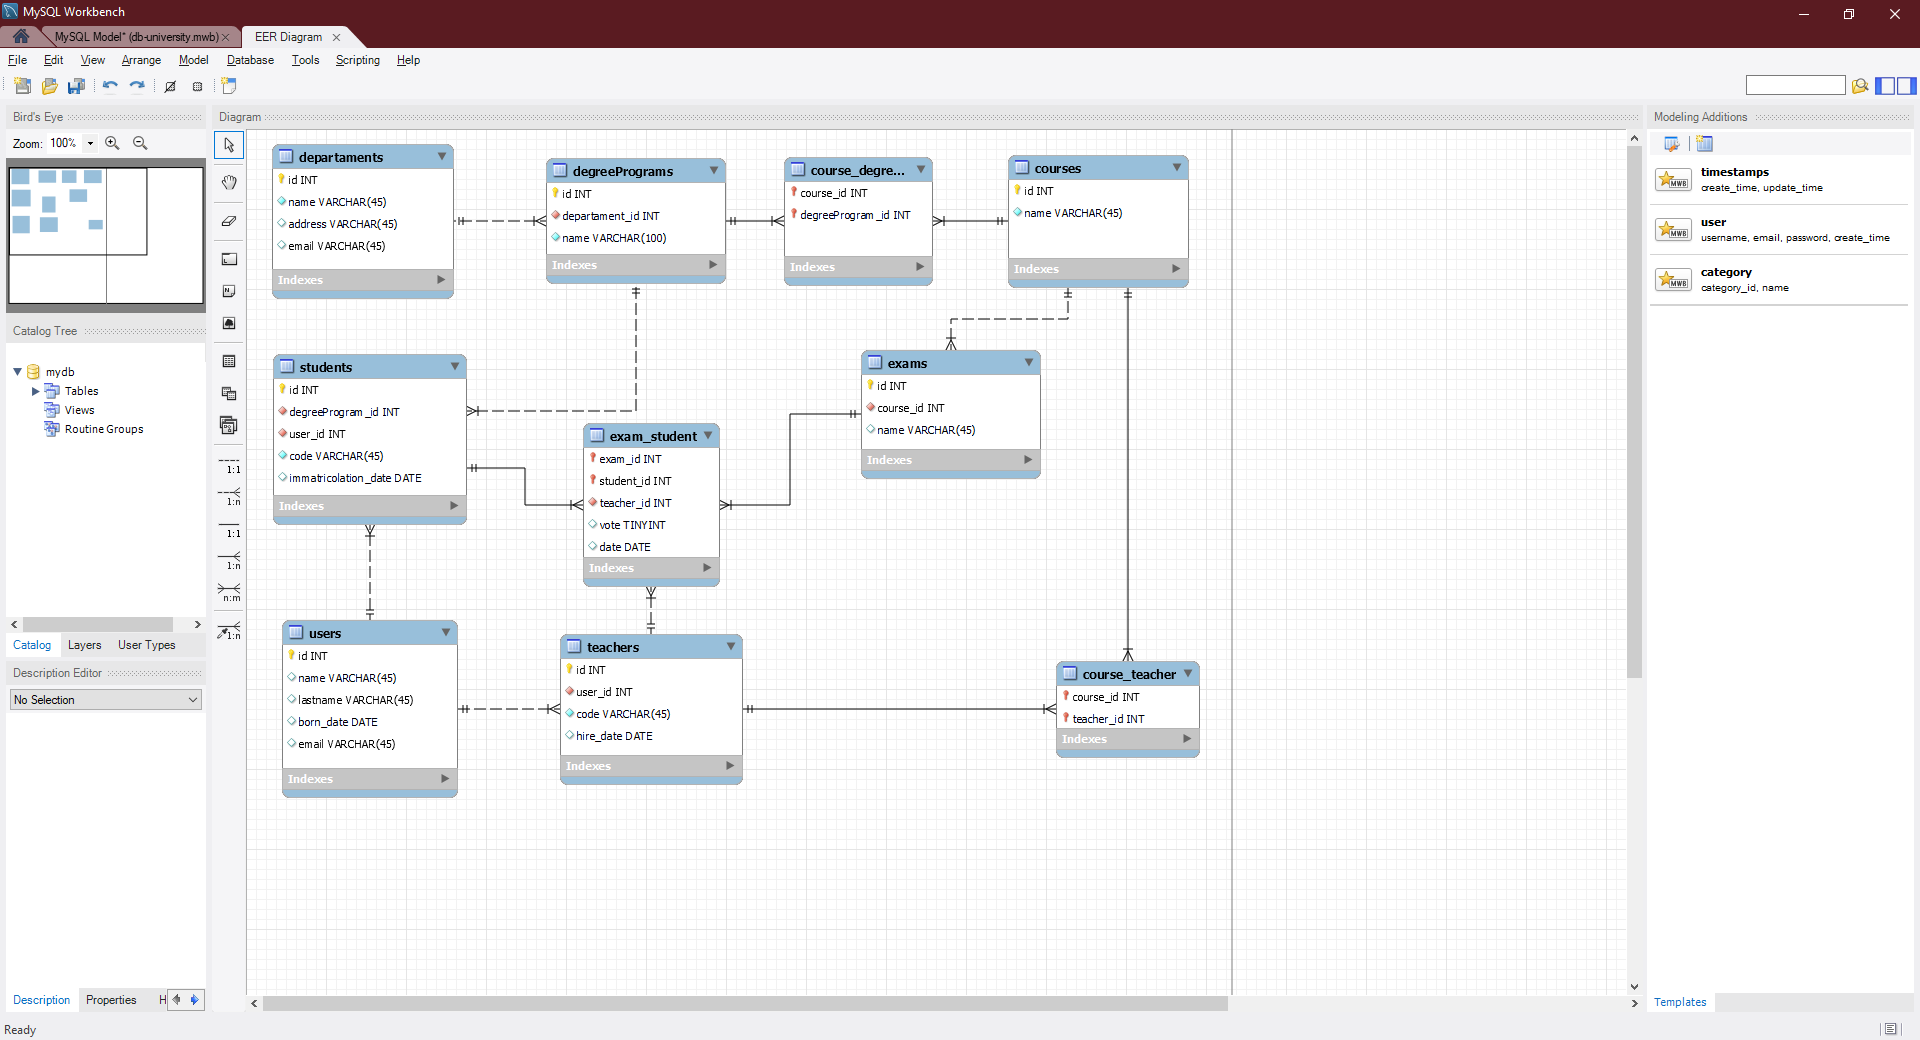 MySQL Workbench
MySQL Model* (db-university.mwb)
EER Diagram
File Edit View Arrange Model Database Tools Scripting Help
Bird's Eye
Zoom: 100%
Catalog Tree
mydb
Tables
Views
Routine Groups
Catalog Layers User Types
Description Editor
No Selection
Description Properties H
Ready
Diagram
1:1
1:n
1:1
1:n
n:m
1:n
departaments
id INT
name VARCHAR(45)
address VARCHAR(45)
email VARCHAR(45)
Indexes
degreePrograms
id INT
departament_id INT
name VARCHAR(100)
Indexes
course_degre...
course_id INT
degreeProgram_id INT
Indexes
courses
id INT
name VARCHAR(45)
Indexes
students
id INT
degreeProgram_id INT
user_id INT
code VARCHAR(45)
immatricolation_date DATE
Indexes
exam_student
exam_id INT
student_id INT
teacher_id INT
vote TINYINT
date DATE
Indexes
exams
id INT
course_id INT
name VARCHAR(45)
Indexes
users
id INT
name VARCHAR(45)
lastname VARCHAR(45)
born_date DATE
email VARCHAR(45)
Indexes
teachers
id INT
user_id INT
code VARCHAR(45)
hire_date DATE
Indexes
course_teacher
course_id INT
teacher_id INT
Indexes
Modeling Additions
MWB
timestamps
create_time, update_time
MWB
user
username, email, password, create_time
MWB
category
category_id, name
Templates